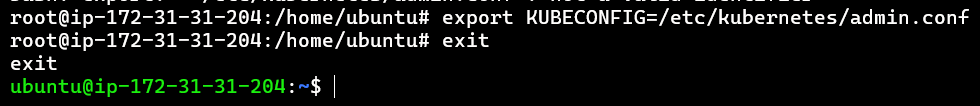 root@ip-172-31-31-204:/home/ubuntu# export KUBECONFIG=/etc/kubernetes/admin.conf
root@ip-172-31-31-204:/home/ubuntu# exit
exit
ubuntu@ip-172-31-31-204:~$